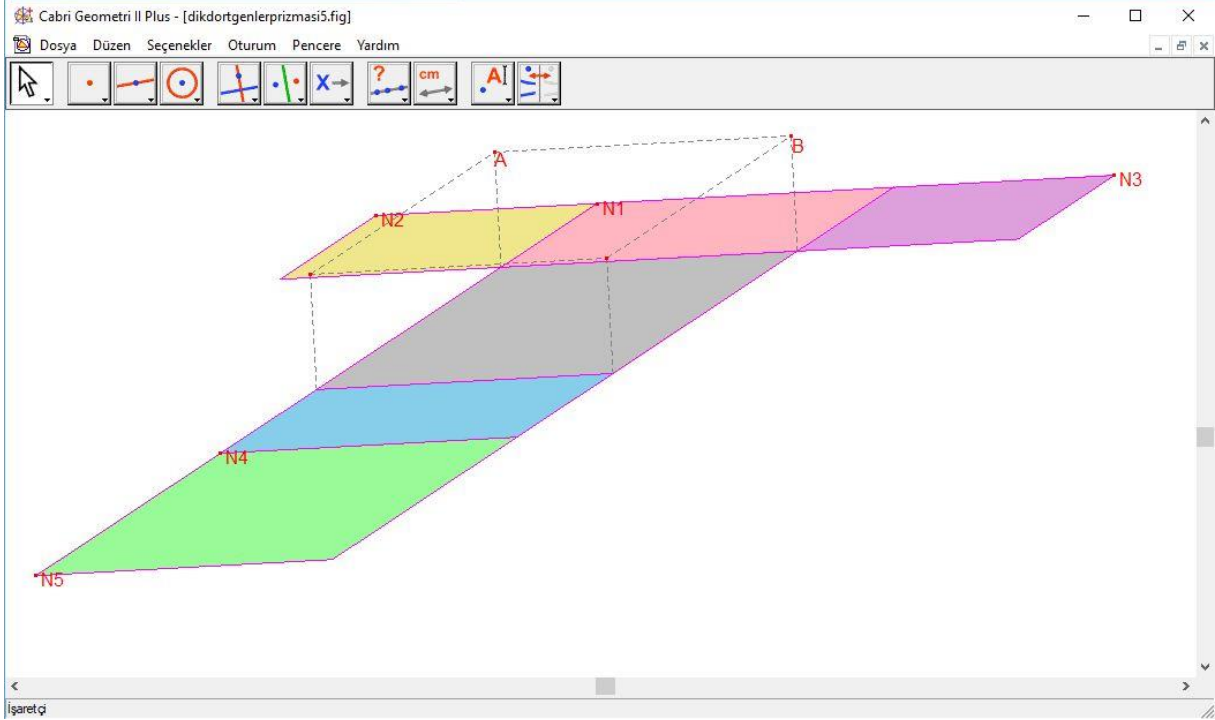 Cabri Geometri II Plus - [dikdortgenlerprizmasi5.fig]
Dosya Düzen Seçenekler Oturum Pencere Yardım
? cm A
X
A
B
N3
N2
N1
N4
N5
İşaretçi